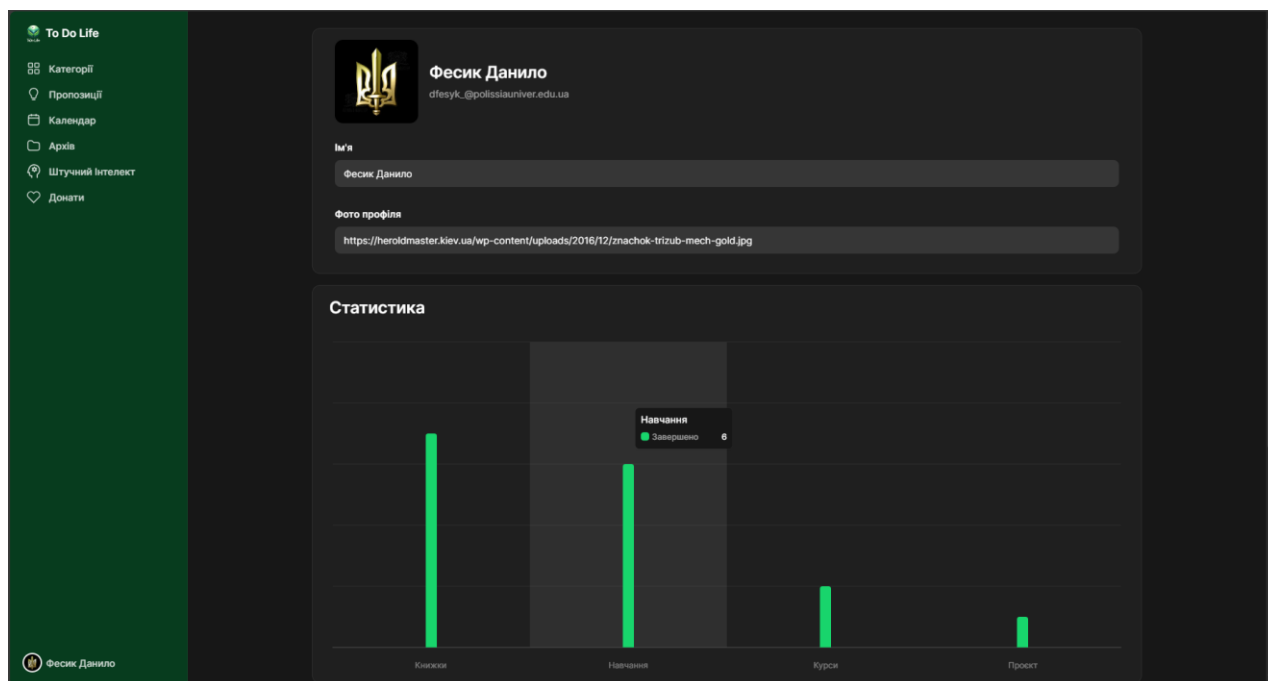 To Do Life
Категорії
Пропозиції
Календар
Архів
Штучний Інтелект
Донати
Фесик Данило
dfesyk_@polissiauniver.edu.ua
Ім'я
Фесик Данило
Фото профілю
https://heroldmaster.kiev.ua/wp-content/uploads/2016/12/znachok-trizub-mech-gold.jpg
Статистика
Навчання
Завершено 6
Книжки
Навчання
Курси
Проєкт
Фесик Данило